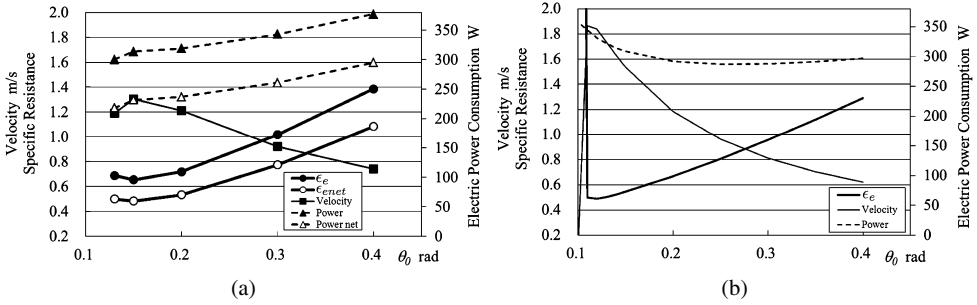 Velocity m/s
Specific Resistance
2.0
1.8
1.6
1.4
1.2
1.0
0.8
0.6
0.4
0.2
350
300
250
200
150
100
50
0
Electric Power Consumption W
ϵe
ϵenet
Velocity
Power
Power net
0.1
0.2
0.3
0.4
θ0 rad
(a)
Velocity m/s
Specific Resistance
2.0
1.8
1.6
1.4
1.2
1.0
0.8
0.6
0.4
0.2
350
300
250
200
150
100
50
0
Electric Power Consumption W
ϵe
Velocity
Power
0.1
0.2
0.3
0.4
θ0 rad
(b)